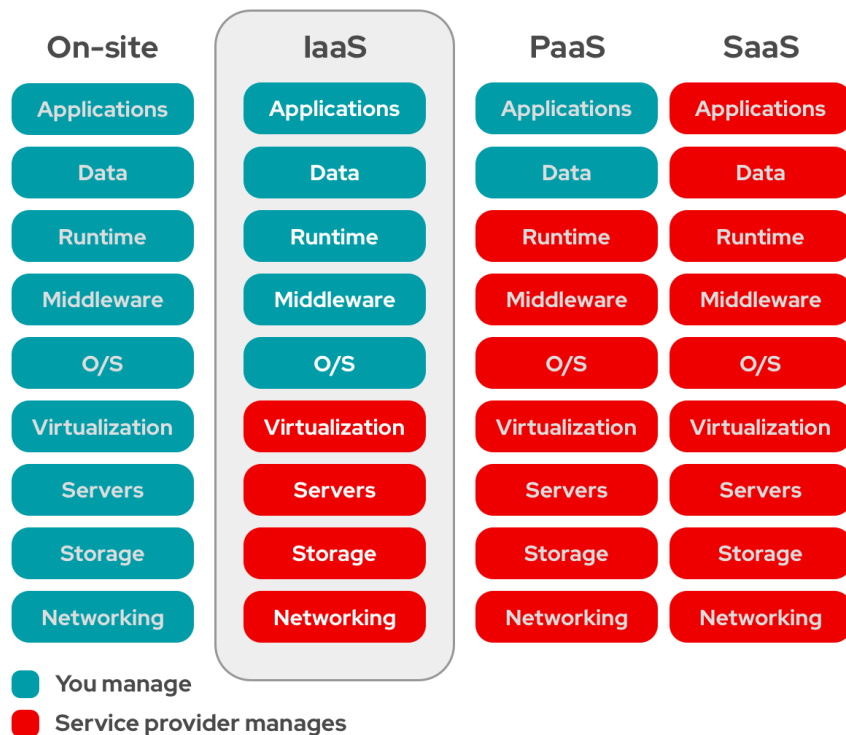 On-site
IaaS
PaaS
SaaS
Applications
Applications
Applications
Applications
Data
Data
Data
Data
Runtime
Runtime
Runtime
Runtime
Middleware
Middleware
Middleware
Middleware
O/S
O/S
O/S
O/S
Virtualization
Virtualization
Virtualization
Virtualization
Servers
Servers
Servers
Servers
Storage
Storage
Storage
Storage
Networking
Networking
Networking
Networking
You manage
Service provider manages